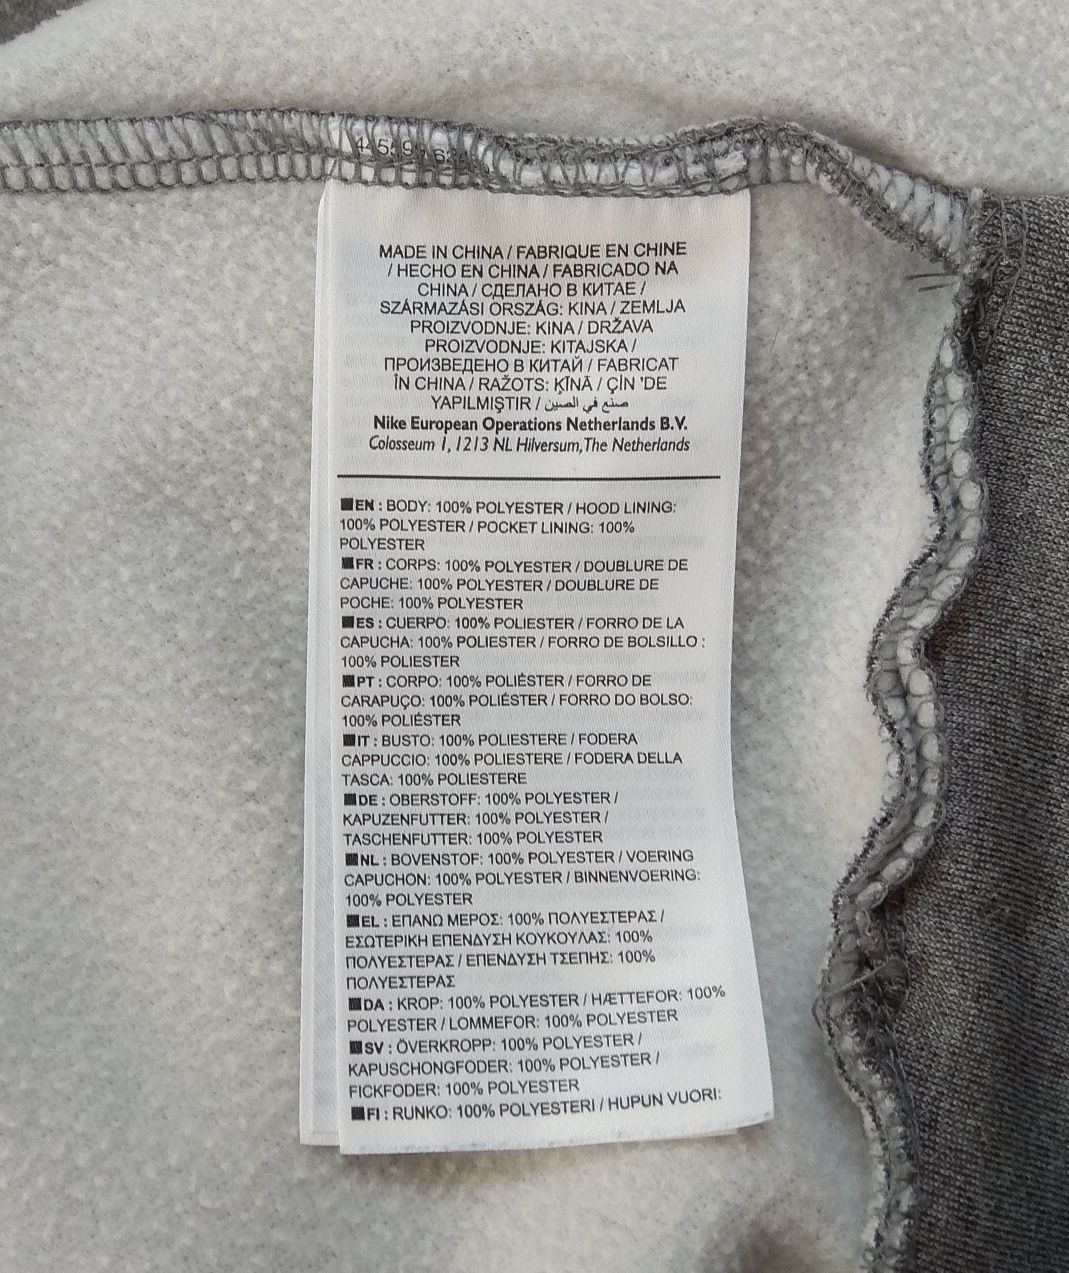 MADE IN CHINA / FABRIQUE EN CHINE
/ HECHO EN CHINA / FABRICADO NA
CHINA / СДЕЛАНО В КИТАЕ /
SZÁRMAZÁSI ORSZÁG: KINA / ZEMLJA
PROIZVODNJE: KINA / DRŽAVA
PROIZVODNJE: KITAJSKA /
ПРОИЗВЕДЕНО В КИТАЙ / FABRICAT
ÎN CHINA / RAŽOTS: ĶĪNĀ / ÇİN 'DE
YAPILMIŞTIR / صنع في الصين
Nike European Operations Netherlands B.V.
Colosseum 1, 1213 NL Hilversum, The Netherlands
EN : BODY: 100% POLYESTER / HOOD LINING:
100% POLYESTER / POCKET LINING: 100%
POLYESTER
FR : CORPS: 100% POLYESTER / DOUBLURE DE
CAPUCHE: 100% POLYESTER / DOUBLURE DE
POCHE: 100% POLYESTER
ES : CUERPO: 100% POLIESTER / FORRO DE LA
CAPUCHA: 100% POLIESTER / FORRO DE BOLSILLO :
100% POLIESTER
PT : CORPO: 100% POLIÉSTER / FORRO DE
CARAPUÇO: 100% POLIÉSTER / FORRO DO BOLSO:
100% POLIÉSTER
IT : BUSTO: 100% POLIESTERE / FODERA
CAPPUCCIO: 100% POLIESTERE / FODERA DELLA
TASCA: 100% POLIESTERE
DE : OBERSTOFF: 100% POLYESTER /
KAPUZENFUTTER: 100% POLYESTER /
TASCHENFUTTER: 100% POLYESTER
NL : BOVENSTOF: 100% POLYESTER / VOERING
CAPUCHON: 100% POLYESTER / BINNENVOERING:
100% POLYESTER
EL : ΕΠΑΝΩ ΜΕΡΟΣ: 100% ΠΟΛΥΕΣΤΕΡΑΣ /
ΕΣΩΤΕΡΙΚΗ ΕΠΕΝΔΥΣΗ ΚΟΥΚΟΥΛΑΣ: 100%
ΠΟΛΥΕΣΤΕΡΑΣ / ΕΠΕΝΔΥΣΗ ΤΣΕΠΗΣ: 100%
ΠΟΛΥΕΣΤΕΡΑΣ
DA : KROP: 100% POLYESTER / HÆTTEFOR: 100%
POLYESTER / LOMMEFOR: 100% POLYESTER
SV : ÖVERKROPP: 100% POLYESTER /
KAPUSCHONGFODER: 100% POLYESTER /
FICKFODER: 100% POLYESTER
FI : RUNKO: 100% POLYESTERI / HUPUN VUORI: